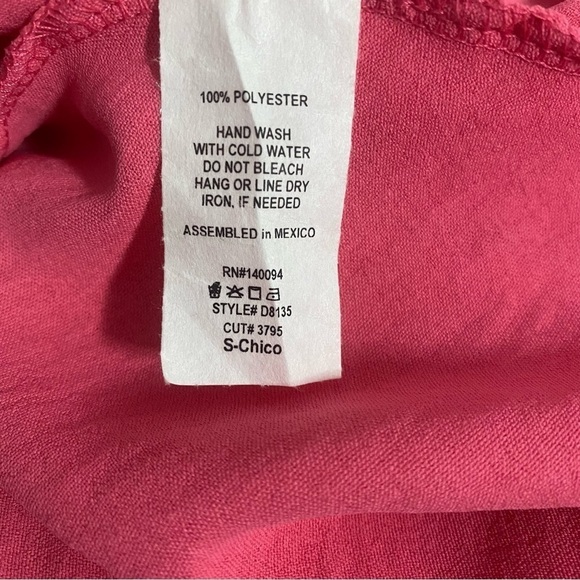 100% POLYESTER
HAND WASH
WITH COLD WATER
DO NOT BLEACH
HANG OR LINE DRY
IRON, IF NEEDED
ASSEMBLED in MEXICO
RN#140094
STYLE# D8135
CUT# 3795
S-Chico